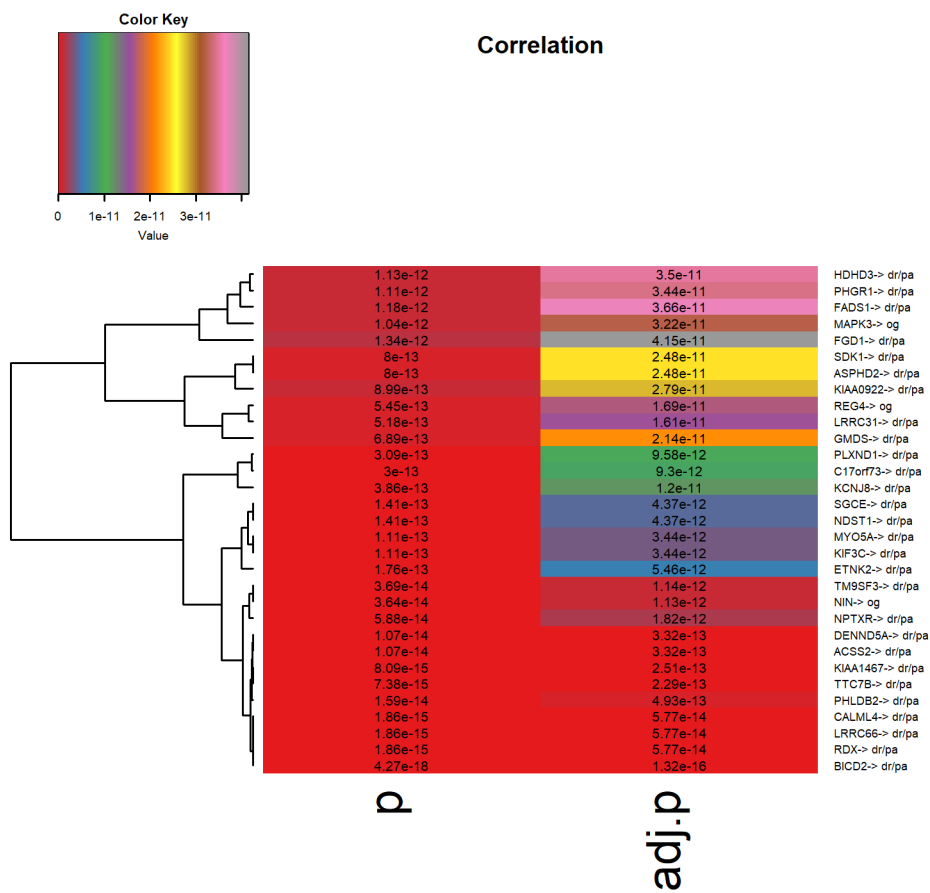 Color Key
Correlation
0 1e-11 2e-11 3e-11
Value
1.13e-12 3.5e-11 HDHD3-> dr/pa
1.11e-12 3.44e-11 PHGR1-> dr/pa
1.18e-12 3.66e-11 FADS1-> dr/pa
1.04e-12 3.22e-11 MAPK3-> og
1.34e-12 4.15e-11 FGD1-> dr/pa
8e-13 2.48e-11 SDK1-> dr/pa
8e-13 2.48e-11 ASPHD2-> dr/pa
8.99e-13 2.79e-11 KIAA0922-> dr/pa
5.45e-13 1.69e-11 REG4-> og
5.18e-13 1.61e-11 LRRC31-> dr/pa
6.89e-13 2.14e-11 GMDS-> dr/pa
3.09e-13 9.58e-12 PLXND1-> dr/pa
3e-13 9.3e-12 C17orf73-> dr/pa
3.86e-13 1.2e-11 KCNJ8-> dr/pa
1.41e-13 4.37e-12 SGCE-> dr/pa
1.41e-13 4.37e-12 NDST1-> dr/pa
1.11e-13 3.44e-12 MYO5A-> dr/pa
1.11e-13 3.44e-12 KIF3C-> dr/pa
1.76e-13 5.46e-12 ETNK2-> dr/pa
3.69e-14 1.14e-12 TM9SF3-> dr/pa
3.64e-14 1.13e-12 NIN-> og
5.88e-14 1.82e-12 NPTXR-> dr/pa
1.07e-14 3.32e-13 DENND5A-> dr/pa
1.07e-14 3.32e-13 ACSS2-> dr/pa
8.09e-15 2.51e-13 KIAA1467-> dr/pa
7.38e-15 2.29e-13 TTC7B-> dr/pa
1.59e-14 4.93e-13 PHLDB2-> dr/pa
1.86e-15 5.77e-14 CALML4-> dr/pa
1.86e-15 5.77e-14 LRRC66-> dr/pa
1.86e-15 5.77e-14 RDX-> dr/pa
4.27e-18 1.32e-16 BICD2-> dr/pa
p adj.p